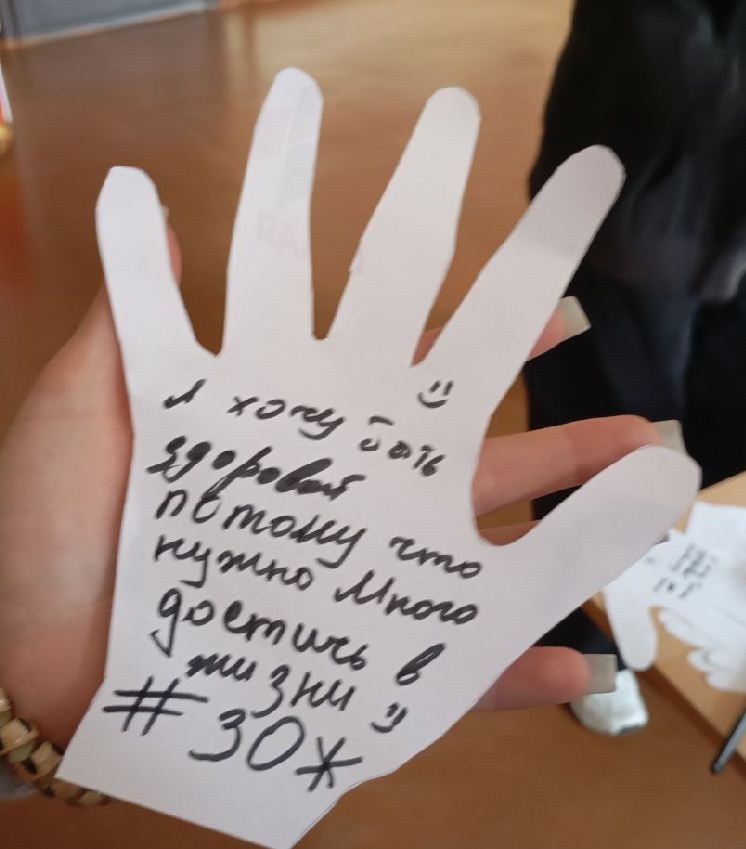 Я хочу быть
здоровой
потому что
нужно много
достичь в
жизни
#ЗОЖ